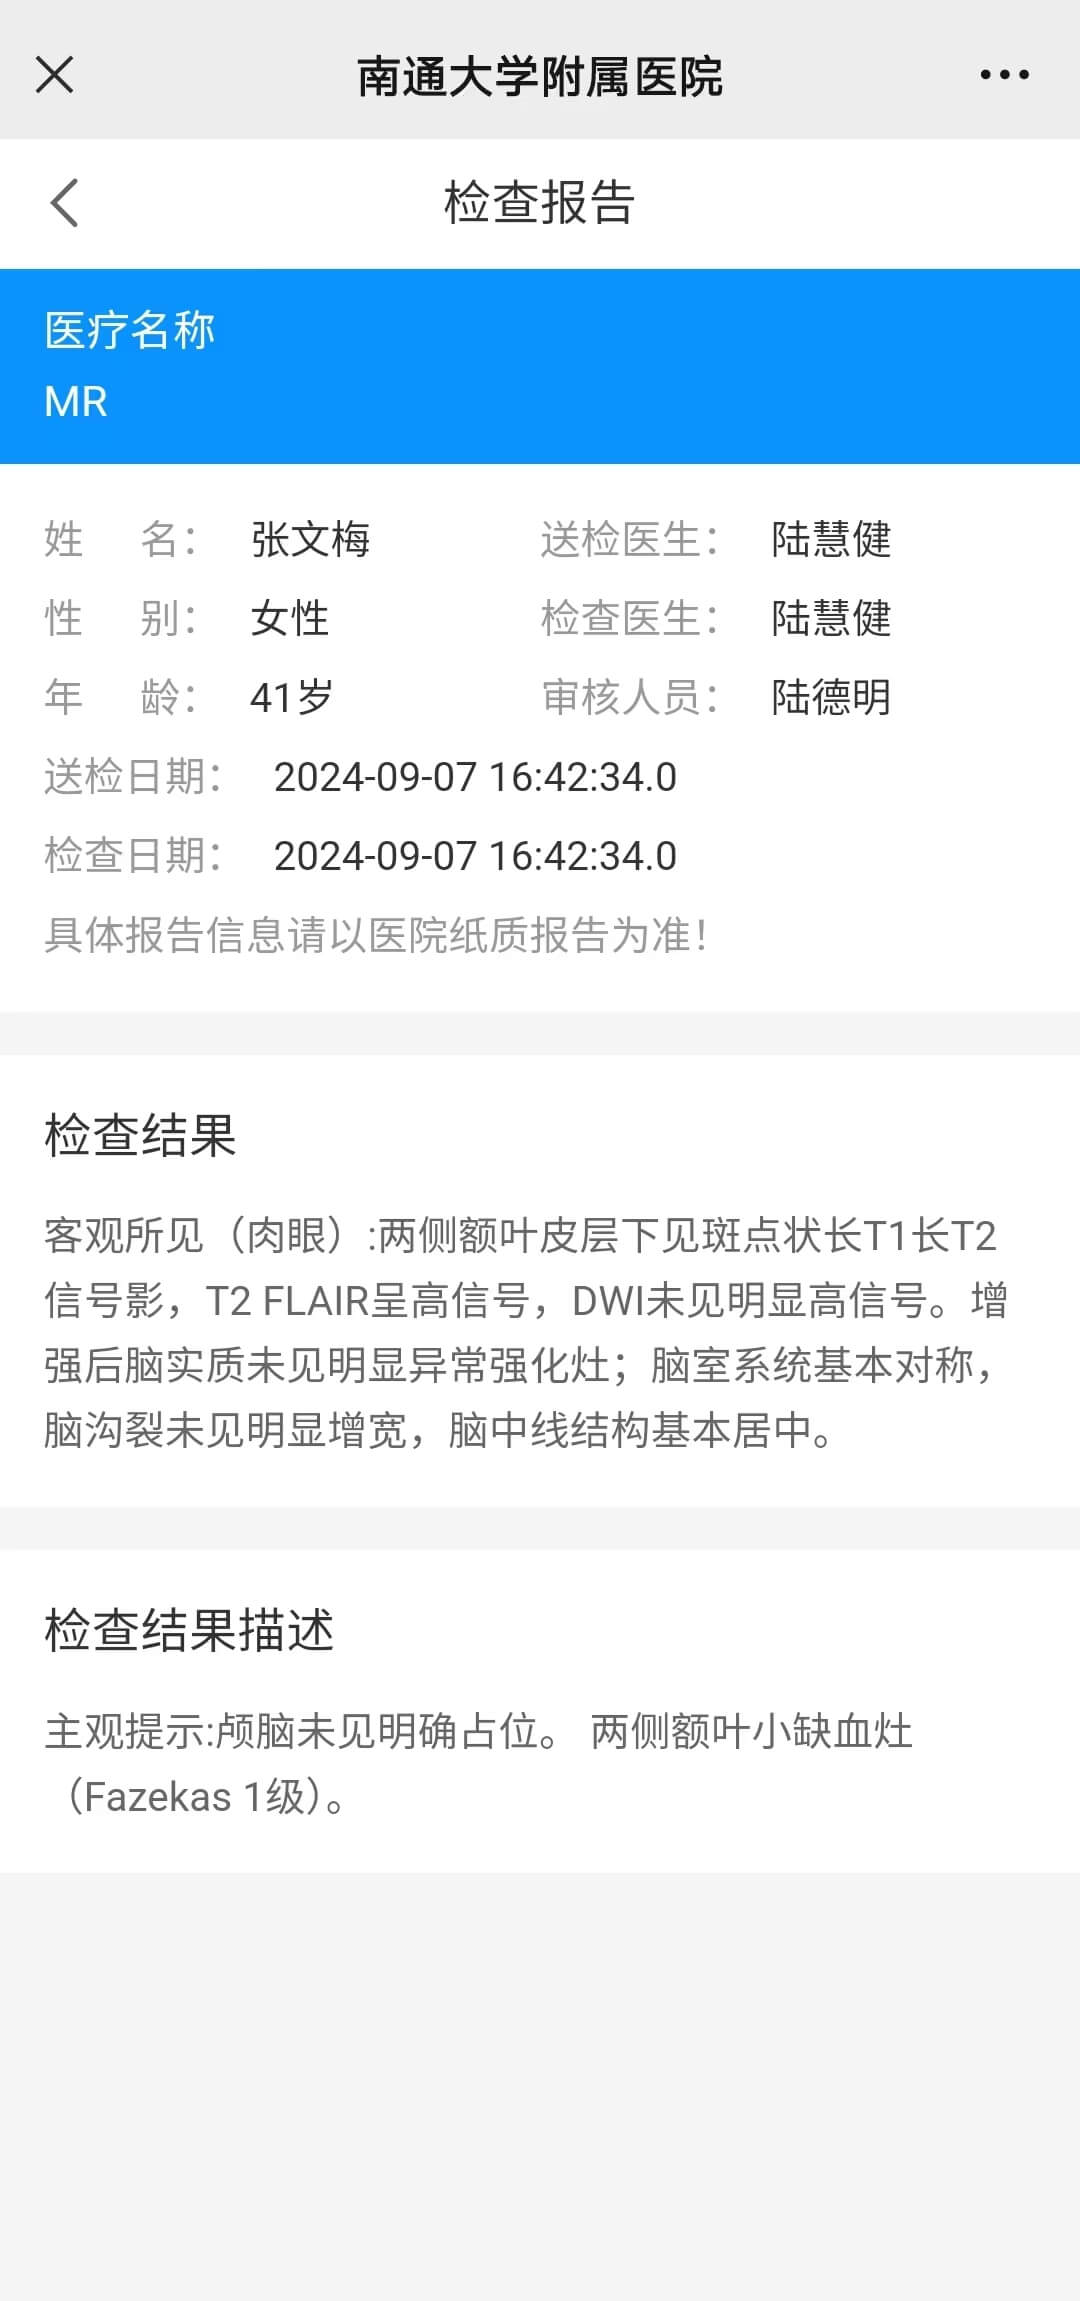 南通大学附属医院
检查报告
医疗名称
MR
姓 名： 张文梅 送检医生： 陆慧健
性 别： 女性 检查医生： 陆慧健
年 龄： 41岁 审核人员： 陆德明
送检日期： 2024-09-07 16:42:34.0
检查日期： 2024-09-07 16:42:34.0
具体报告信息请以医院纸质报告为准！
检查结果
客观所见（肉眼）:两侧额叶皮层下见斑点状长T1长T2
信号影，T2 FLAIR呈高信号，DWI未见明显高信号。增
强后脑实质未见明显异常强化灶；脑室系统基本对称，
脑沟裂未见明显增宽，脑中线结构基本居中。
检查结果描述
主观提示:颅脑未见明确占位。 两侧额叶小缺血灶
（Fazekas 1级）。